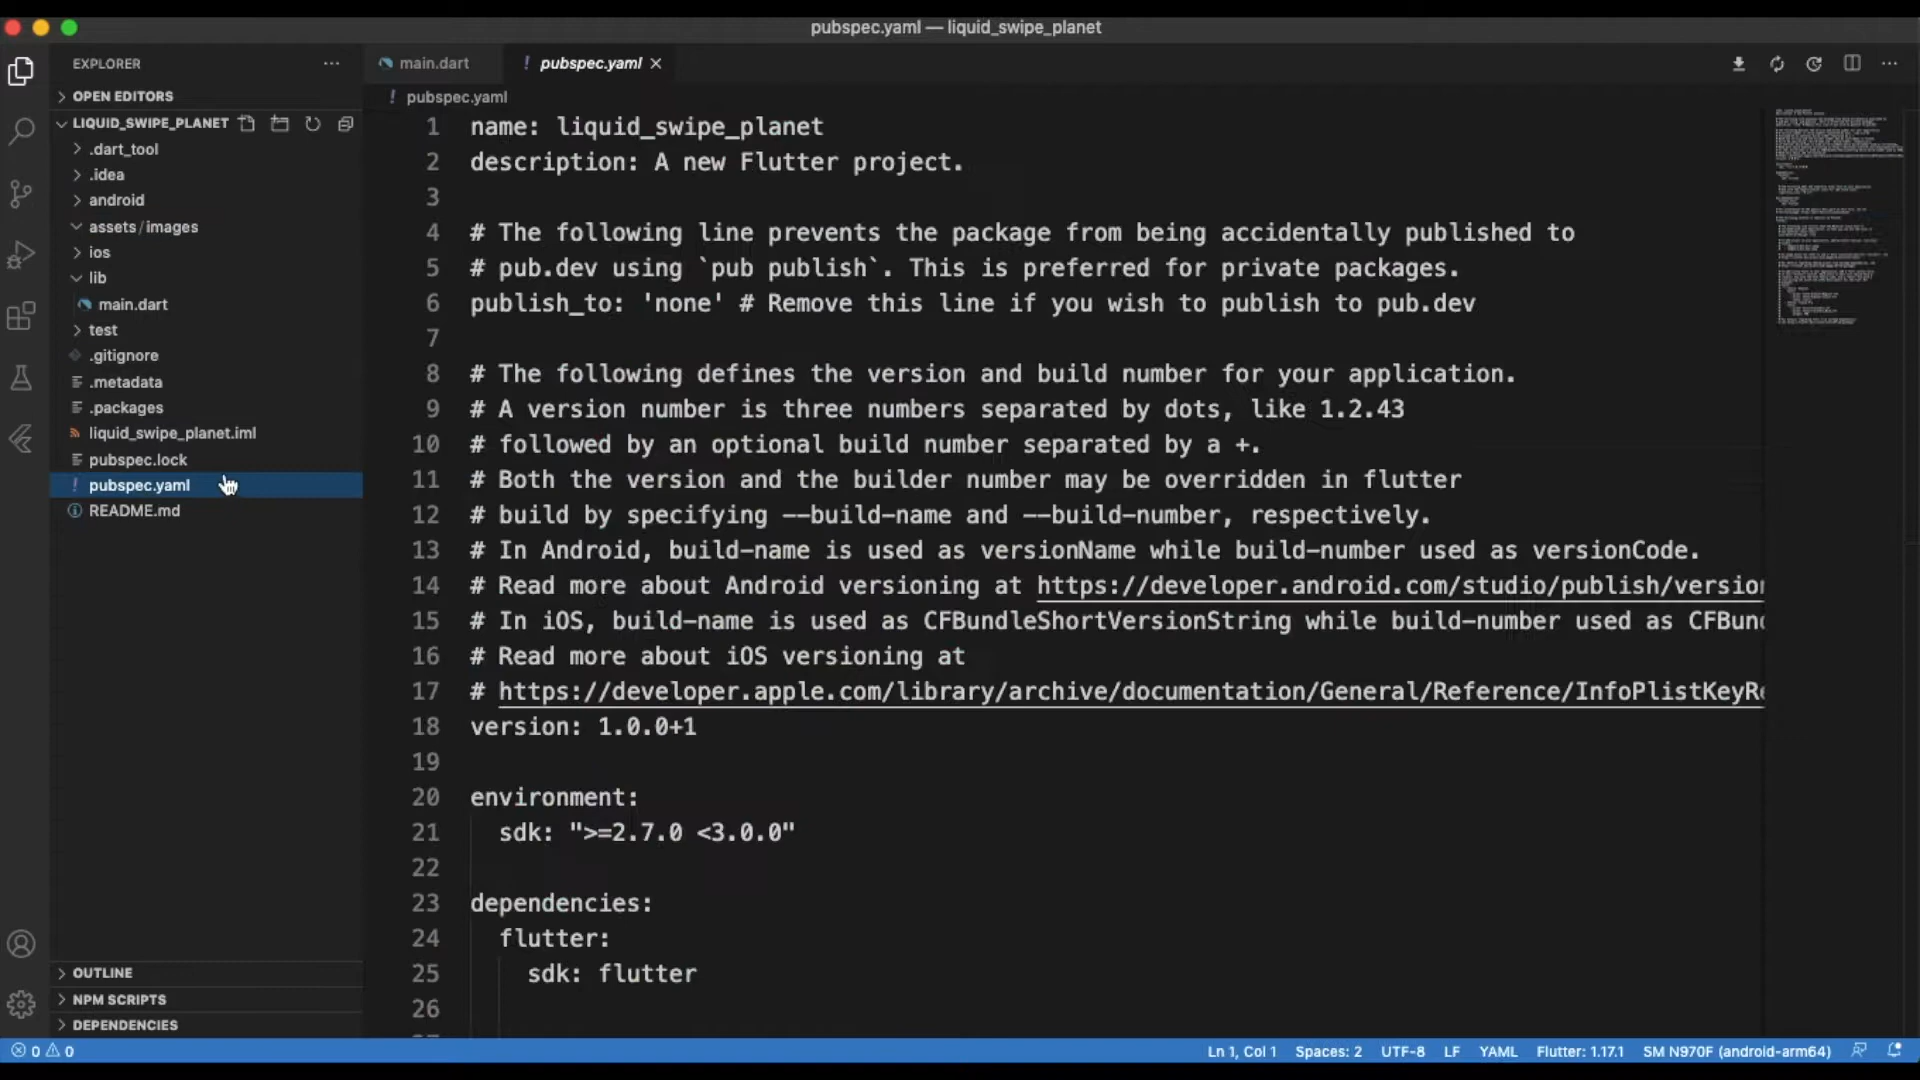 pubspec.yaml — liquid_swipe_planet
EXPLORER
main.dart
! pubspec.yaml
OPEN EDITORS
! pubspec.yaml
LIQUID_SWIPE_PLANET
.dart_tool
.idea
android
assets/images
ios
lib
main.dart
test
.gitignore
.metadata
.packages
liquid_swipe_planet.iml
pubspec.lock
! pubspec.yaml
README.md
OUTLINE
NPM SCRIPTS
DEPENDENCIES
1 name: liquid_swipe_planet
2 description: A new Flutter project.
3
4 # The following line prevents the package from being accidentally published to
5 # pub.dev using `pub publish`. This is preferred for private packages.
6 publish_to: 'none' # Remove this line if you wish to publish to pub.dev
7
8 # The following defines the version and build number for your application.
9 # A version number is three numbers separated by dots, like 1.2.43
10 # followed by an optional build number separated by a +.
11 # Both the version and the builder number may be overridden in flutter
12 # build by specifying --build-name and --build-number, respectively.
13 # In Android, build-name is used as versionName while build-number used as versionCode.
14 # Read more about Android versioning at https://developer.android.com/studio/publish/version
15 # In iOS, build-name is used as CFBundleShortVersionString while build-number used as CFBund
16 # Read more about iOS versioning at
17 # https://developer.apple.com/library/archive/documentation/General/Reference/InfoPlistKeyRe
18 version: 1.0.0+1
19
20 environment:
21 sdk: ">=2.7.0 <3.0.0"
22
23 dependencies:
24 flutter:
25 sdk: flutter
26
0 0
Ln 1, Col 1
Spaces: 2
UTF-8
LF
YAML
Flutter: 1.17.1
SM N970F (android-arm64)